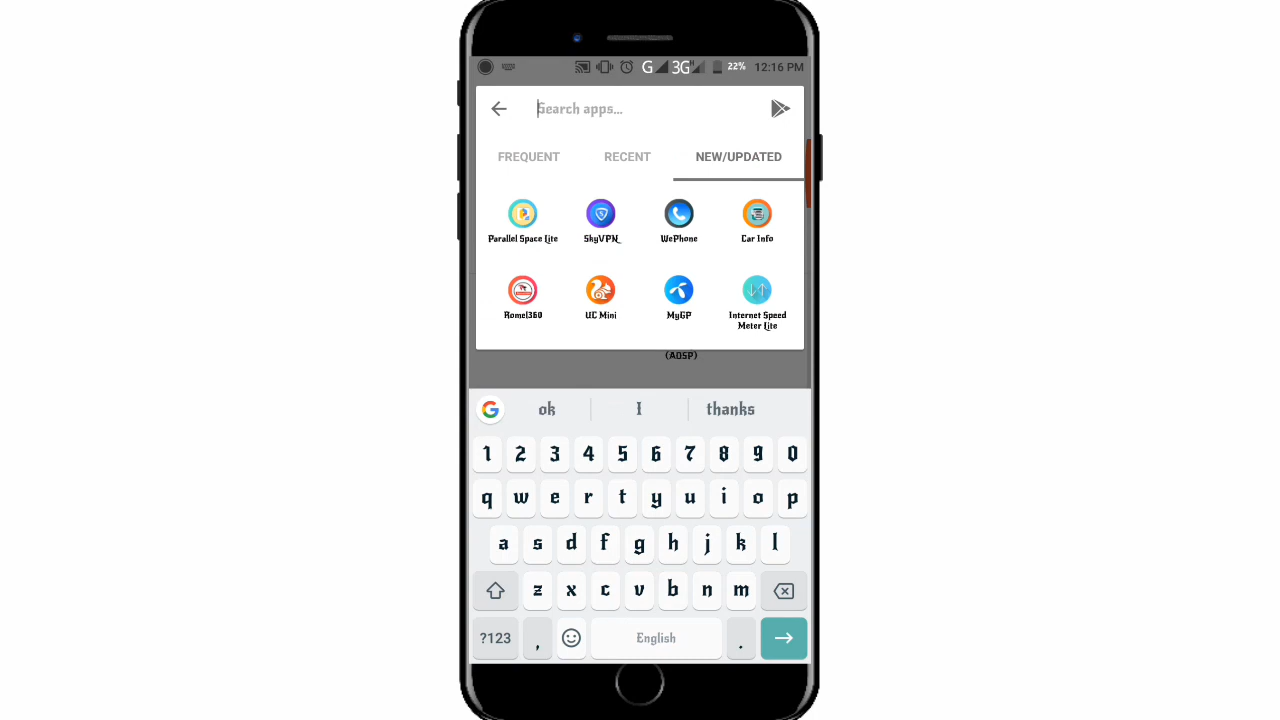 G 3G 22% 12:16 PM
Search apps...
FREQUENT RECENT NEW/UPDATED
Parallel Space Lite SkyVPN WePhone Car Info
Romel360 UC Mini MyGP Internet Speed
Meter Lite
(AOSP)
G ok I thanks
1 2 3 4 5 6 7 8 9 0
q w e r t y u i o p
a s d f g h j k l
z x c v b n m
?123 , English .